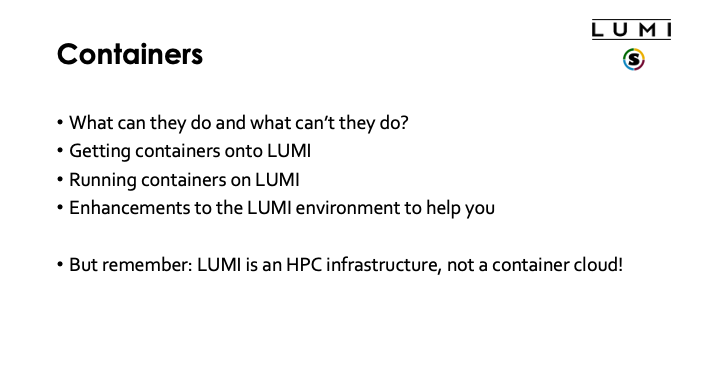 LUMI
S
Containers
• What can they do and what can't they do?
• Getting containers onto LUMI
• Running containers on LUMI
• Enhancements to the LUMI environment to help you
• But remember: LUMI is an HPC infrastructure, not a container cloud!